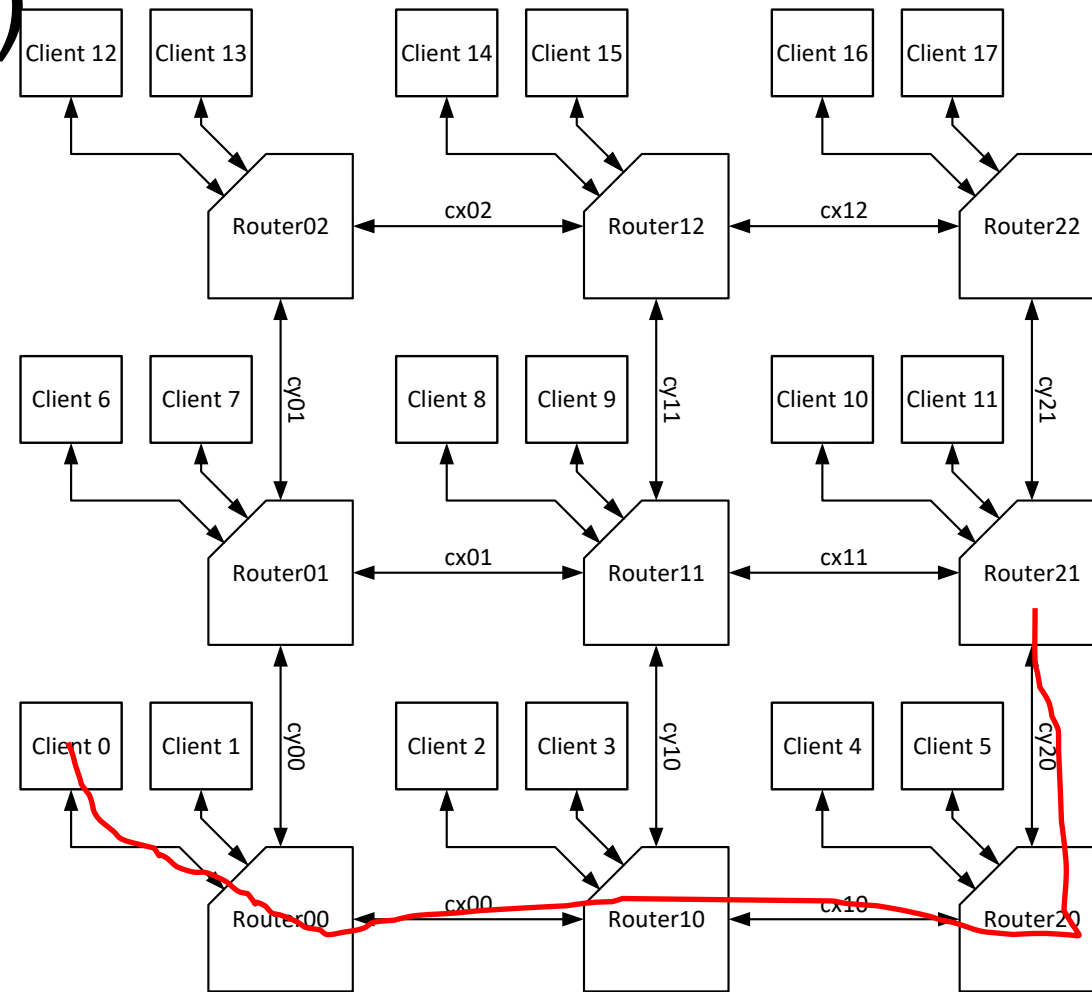 )
Client 12 Client 13 Client 14 Client 15 Client 16 Client 17
cx02 cx12
Router02 Router12 Router22
cy01 cy11 cy21
Client 6 Client 7 Client 8 Client 9 Client 10 Client 11
cx01 cx11
Router01 Router11 Router21
cy00 cy10 cy20
Client 0 Client 1 Client 2 Client 3 Client 4 Client 5
cx00 cx10
Router00 Router10 Router20